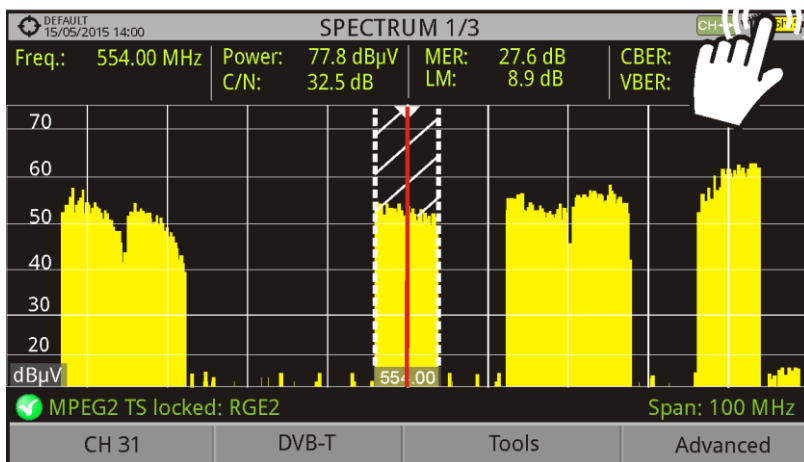 DEFAULT
15/05/2015 14:00
SPECTRUM 1/3
CH
Freq.: 554.00 MHz
Power: 77.8 dBµV
MER: 27.6 dB
CBER:
C/N: 32.5 dB
LM: 8.9 dB
VBER:
70
60
50
40
30
20
dBµV
554.00
MPEG2 TS locked: RGE2
Span: 100 MHz
CH 31
DVB-T
Tools
Advanced